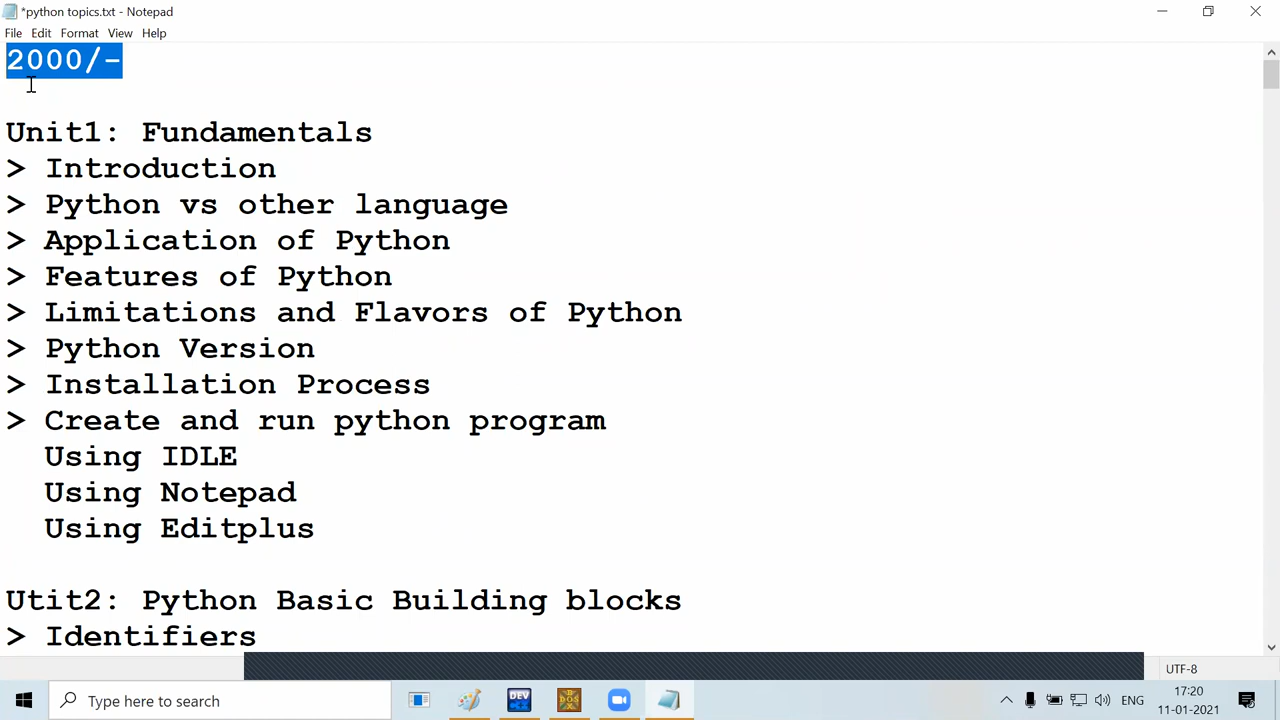 *python topics.txt - Notepad
File Edit Format View Help
2000/-
Unit1: Fundamentals
> Introduction
> Python vs other language
> Application of Python
> Features of Python
> Limitations and Flavors of Python
> Python Version
> Installation Process
> Create and run python program
Using IDLE
Using Notepad
Using Editplus
Utit2: Python Basic Building blocks
> Identifiers
UTF-8
Type here to search
DEV
ENG
17:20
11-01-2021